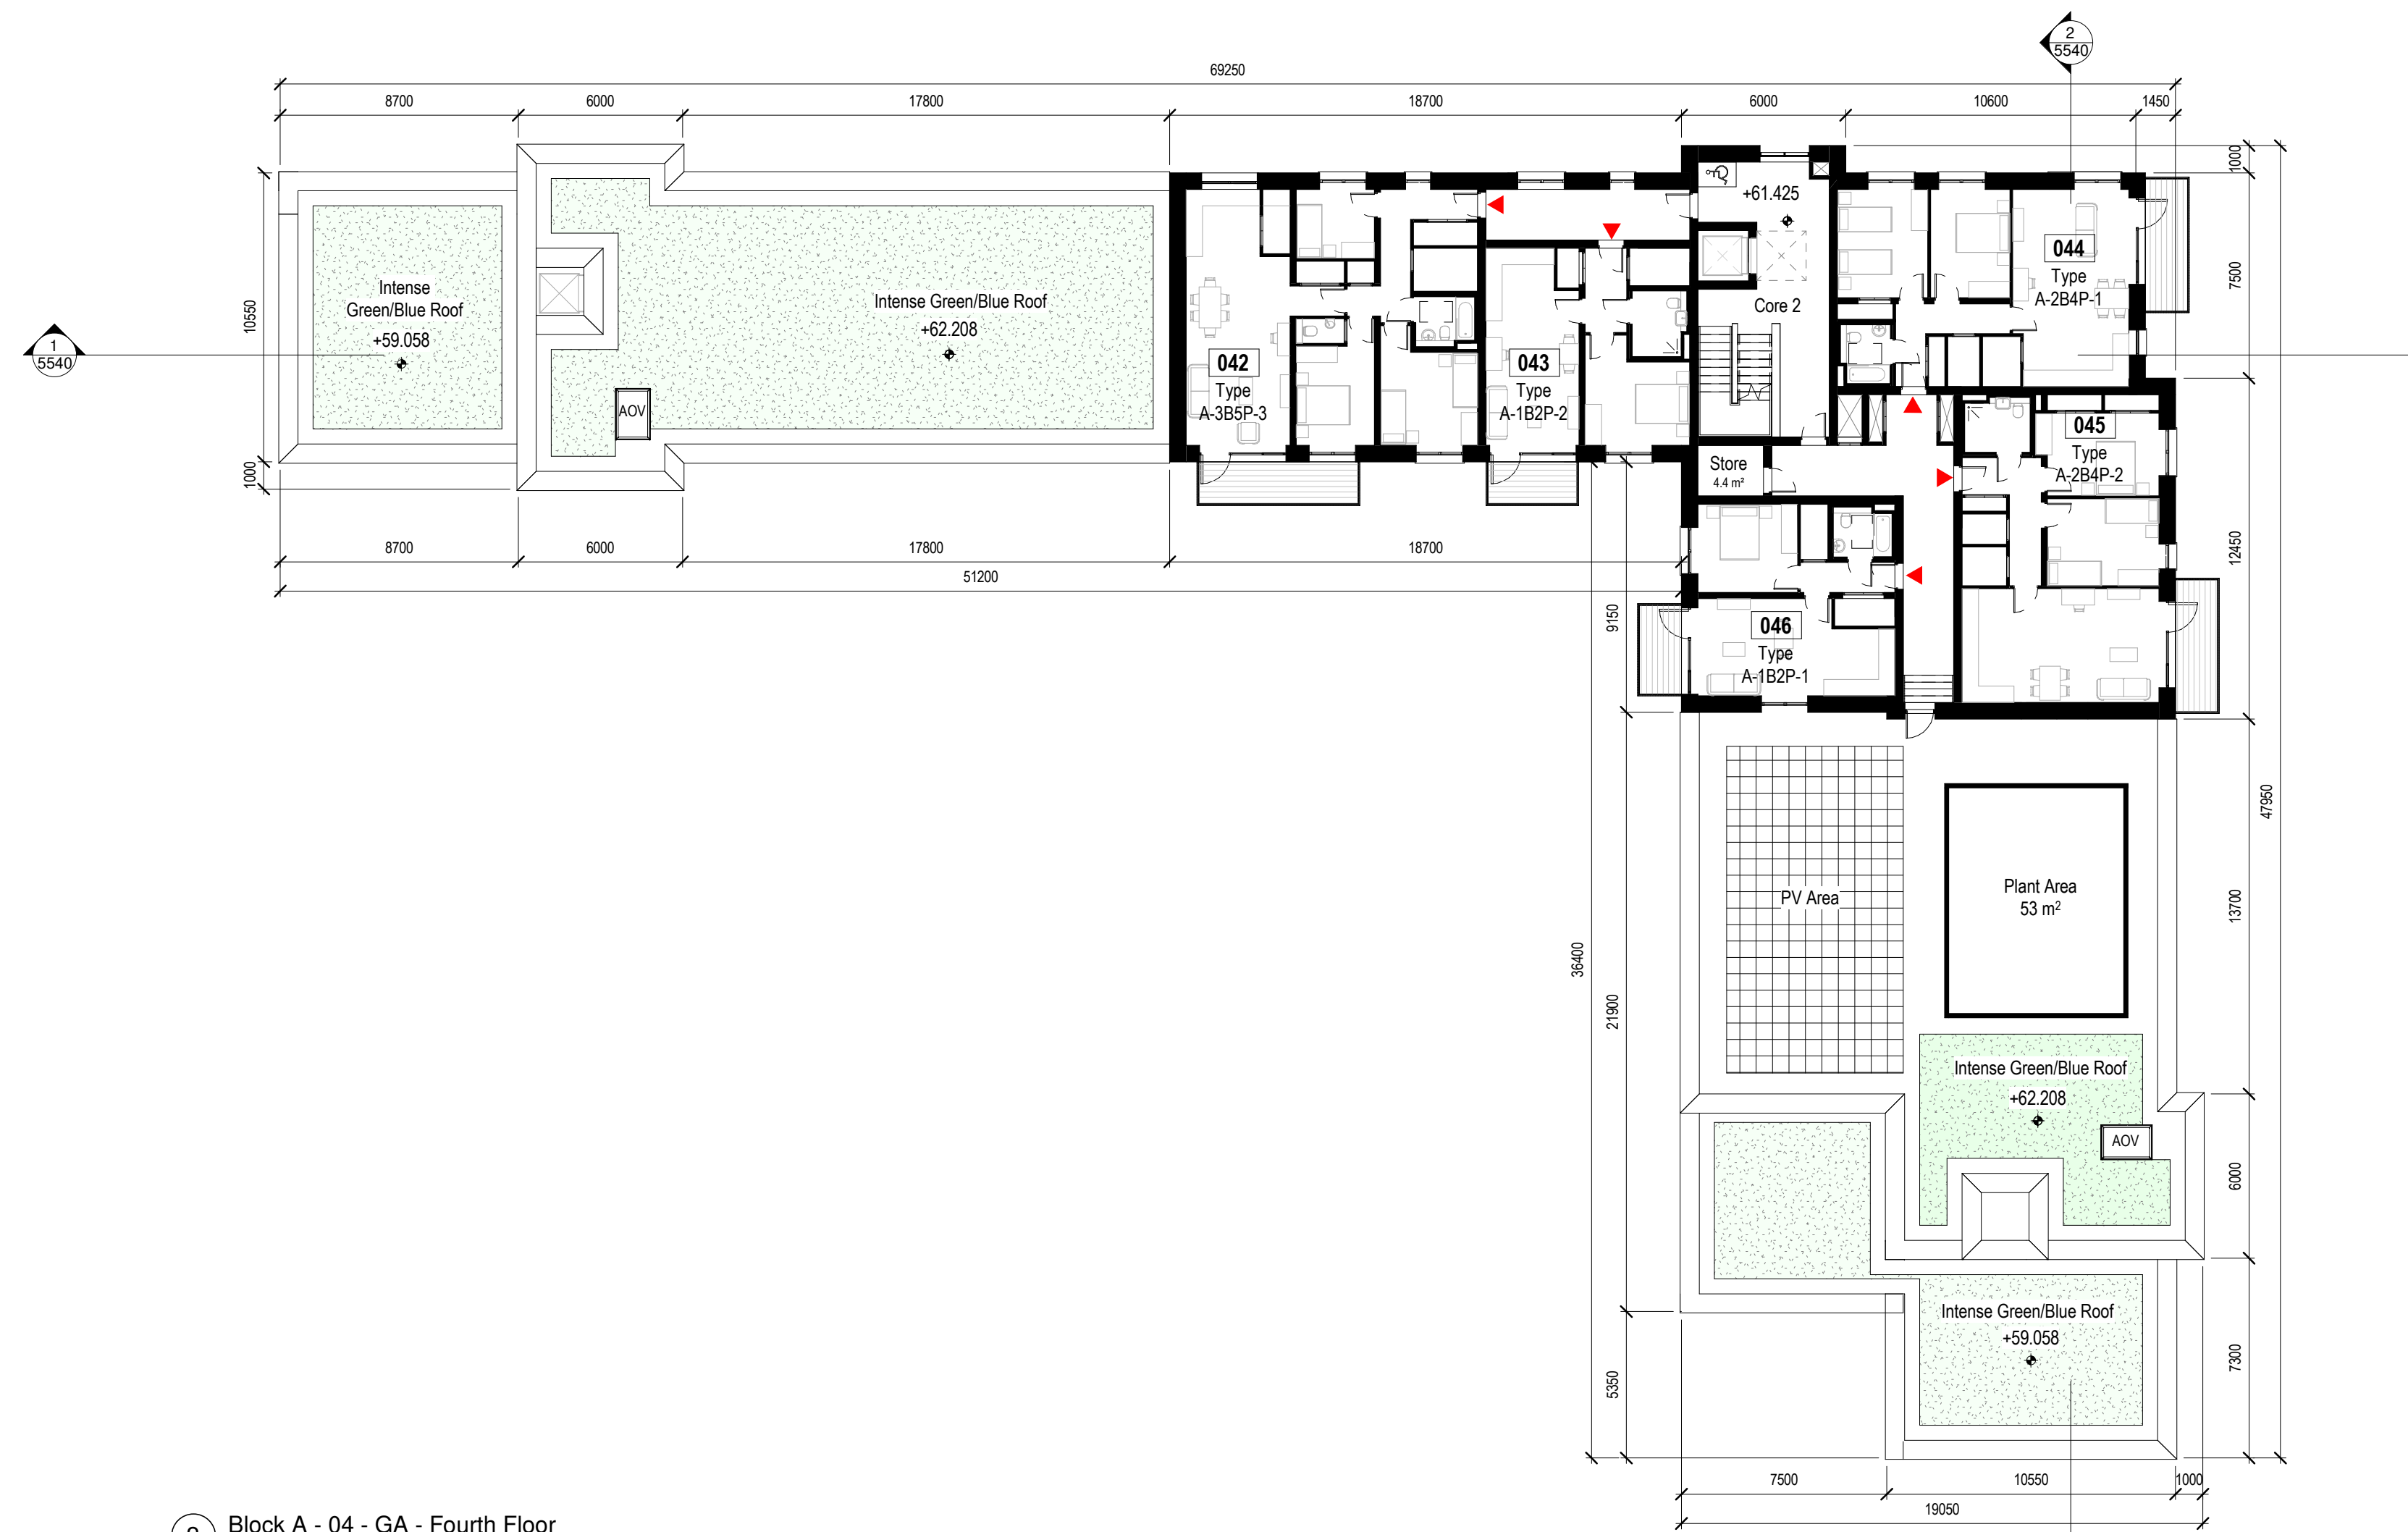 2
5540
69250
8700
6000
17800
18700
6000
10600
1450
1000
10550
1000
1
5540
Intense
Green/Blue Roof
+59.058
Intense Green/Blue Roof
+62.208
AOV
042
Type
A-3B5P-3
043
Type
A-1B2P-2
+61.425
Core 2
044
Type
A-2B4P-1
7500
045
Type
A-2B4P-2
Store
4.4 m²
12450
8700
6000
17800
18700
51200
9150
046
Type
A-1B2P-1
47950
PV Area
Plant Area
53 m²
13700
36400
21900
Intense Green/Blue Roof
+62.208
AOV
6000
Intense Green/Blue Roof
+59.058
7300
5350
7500
10550
1000
19050
Block A - 04 - GA - Fourth Floor